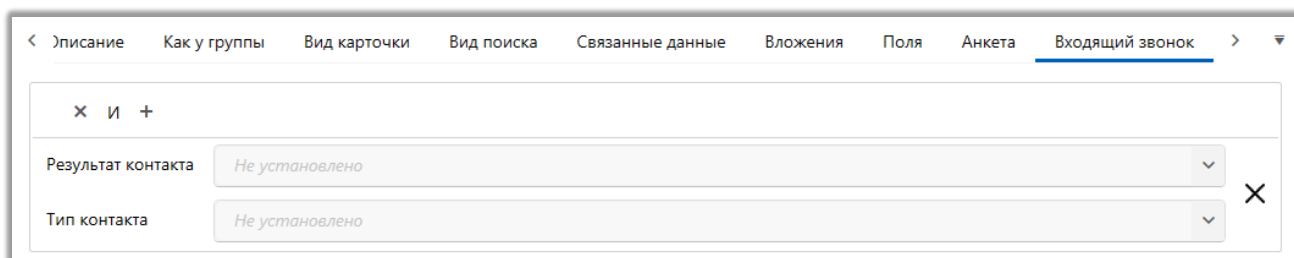 Описание Как у группы Вид карточки Вид поиска Связанные данные Вложения Поля Анкета Входящий звонок
И
Результат контакта Не установлено
Тип контакта Не установлено